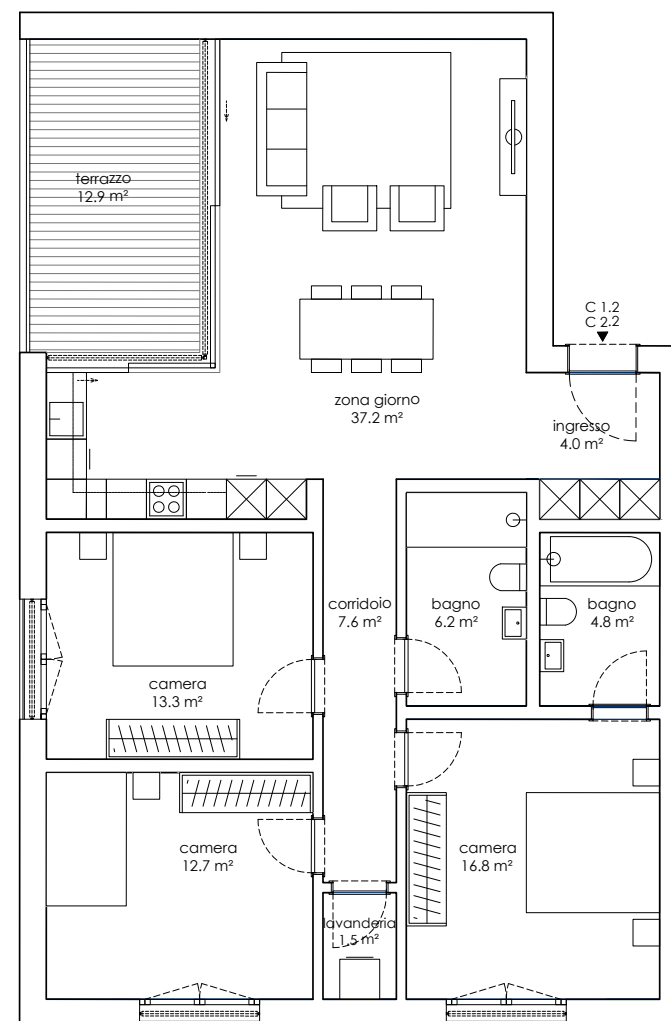 terrazzo
12.9 m²
C 1.2
C 2.2
zona giorno
37.2 m²
ingresso
4.0 m²
corridoio
7.6 m²
bagno
6.2 m²
bagno
4.8 m²
camera
13.3 m²
camera
12.7 m²
camera
16.8 m²
lavanderia
1.5 m²